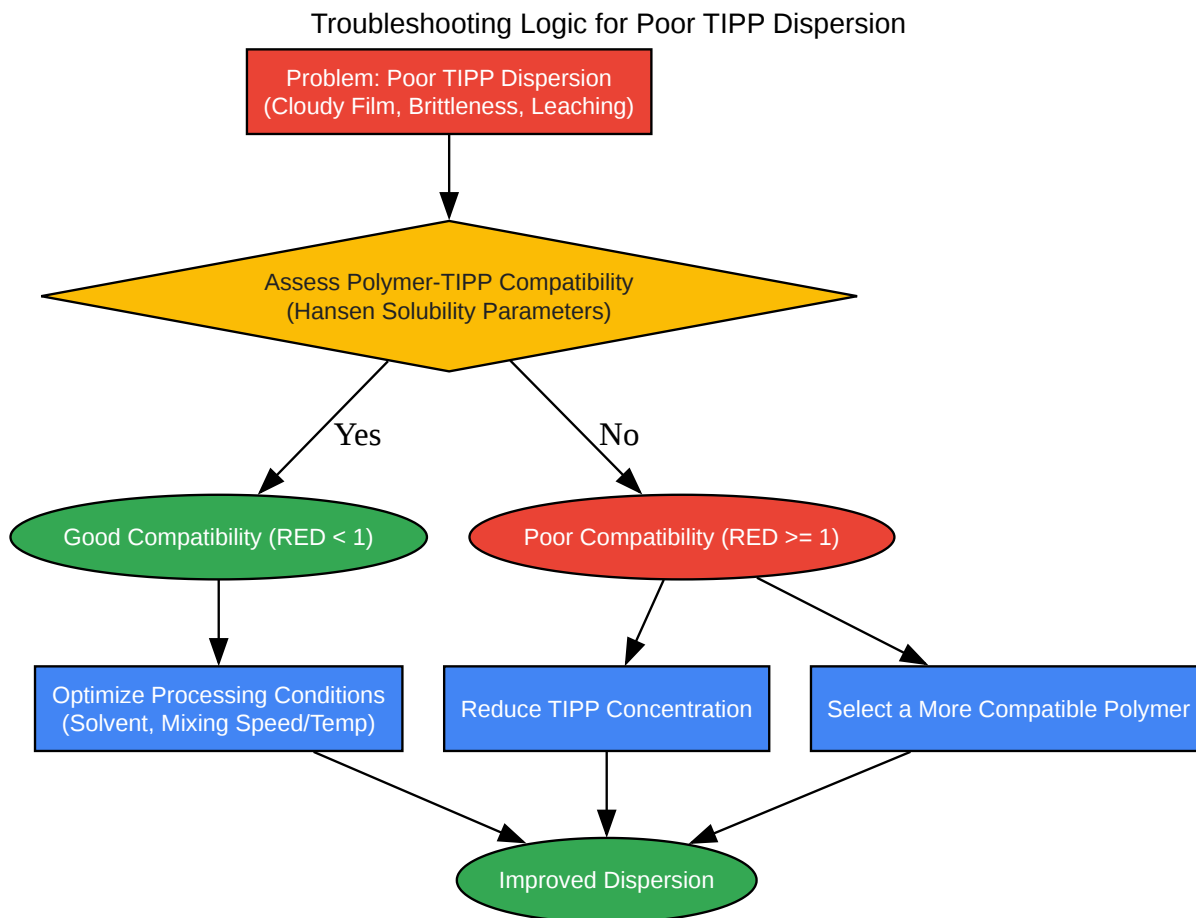 Troubleshooting Logic for Poor TIPP Dispersion
Problem: Poor TIPP Dispersion
(Cloudy Film, Brittleness, Leaching)
Assess Polymer-TIPP Compatibility
(Hansen Solubility Parameters)
Yes
No
Good Compatibility (RED < 1)
Poor Compatibility (RED >= 1)
Optimize Processing Conditions
(Solvent, Mixing Speed/Temp)
Reduce TIPP Concentration
Select a More Compatible Polymer
Improved Dispersion